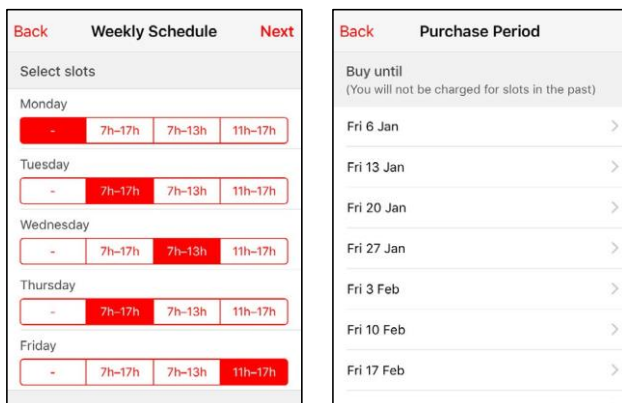 Back Weekly Schedule Next
Select slots
Monday
- 7h–17h 7h–13h 11h–17h
Tuesday
- 7h–17h 7h–13h 11h–17h
Wednesday
- 7h–17h 7h–13h 11h–17h
Thursday
- 7h–17h 7h–13h 11h–17h
Friday
- 7h–17h 7h–13h 11h–17h
Back Purchase Period
Buy until
(You will not be charged for slots in the past)
Fri 6 Jan
Fri 13 Jan
Fri 20 Jan
Fri 27 Jan
Fri 3 Feb
Fri 10 Feb
Fri 17 Feb